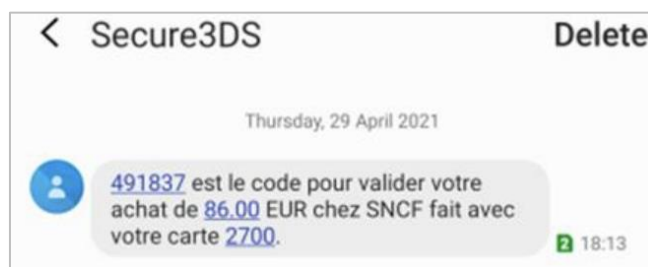 Secure3DS Delete
Thursday, 29 April 2021
491837 est le code pour valider votre
achat de 86.00 EUR chez SNCF fait avec
votre carte 2700.
2 18:13